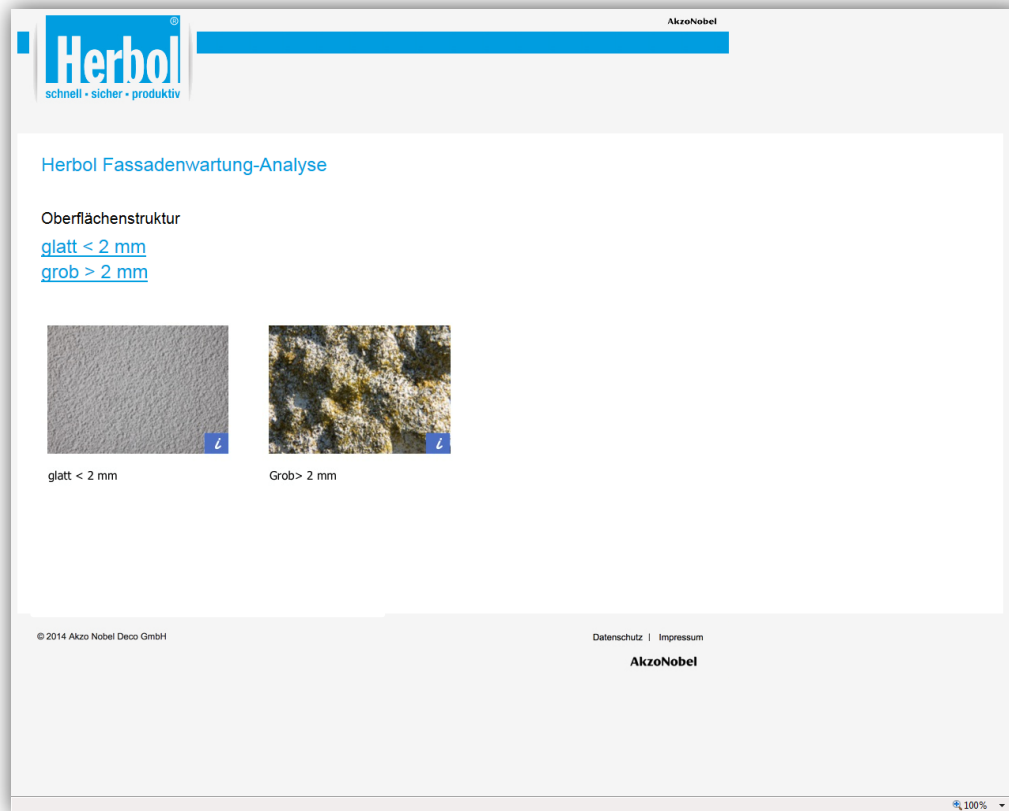 AkzoNobel
Herbol®
schnell • sicher • produktiv
Herbol Fassadenwartung-Analyse
Oberflächenstruktur
glatt < 2 mm
grob > 2 mm
i i
glatt < 2 mm Grob> 2 mm
© 2014 Akzo Nobel Deco GmbH Datenschutz | Impressum
AkzoNobel
100%